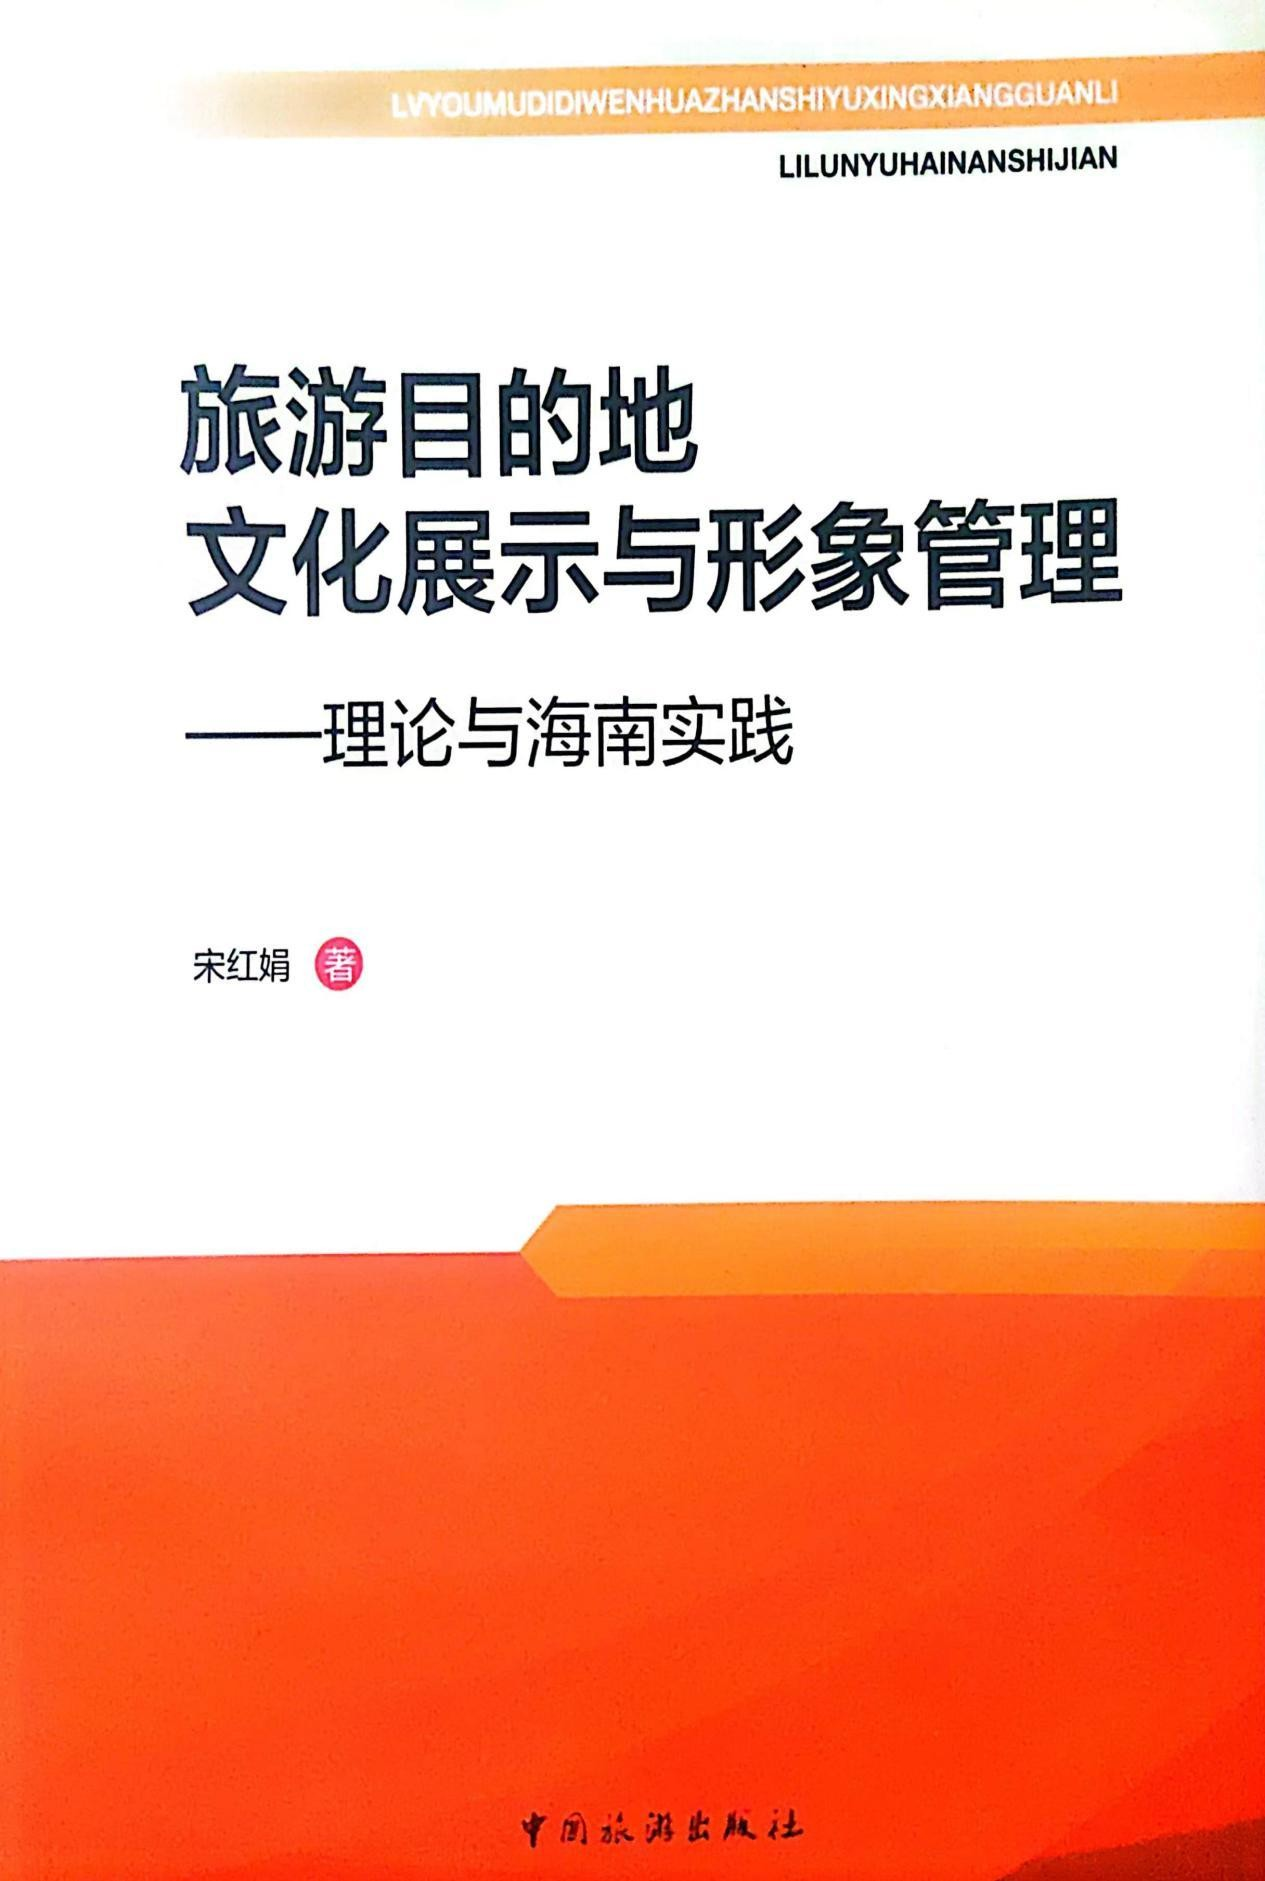 LVYOUMUDIDIWENHUAZHANSHIYUXINGXIANGGUANLI
LILUNYUHAINANSHIJIAN
旅游目的地
文化展示与形象管理
——理论与海南实践
宋红娟 著
中国旅游出版社